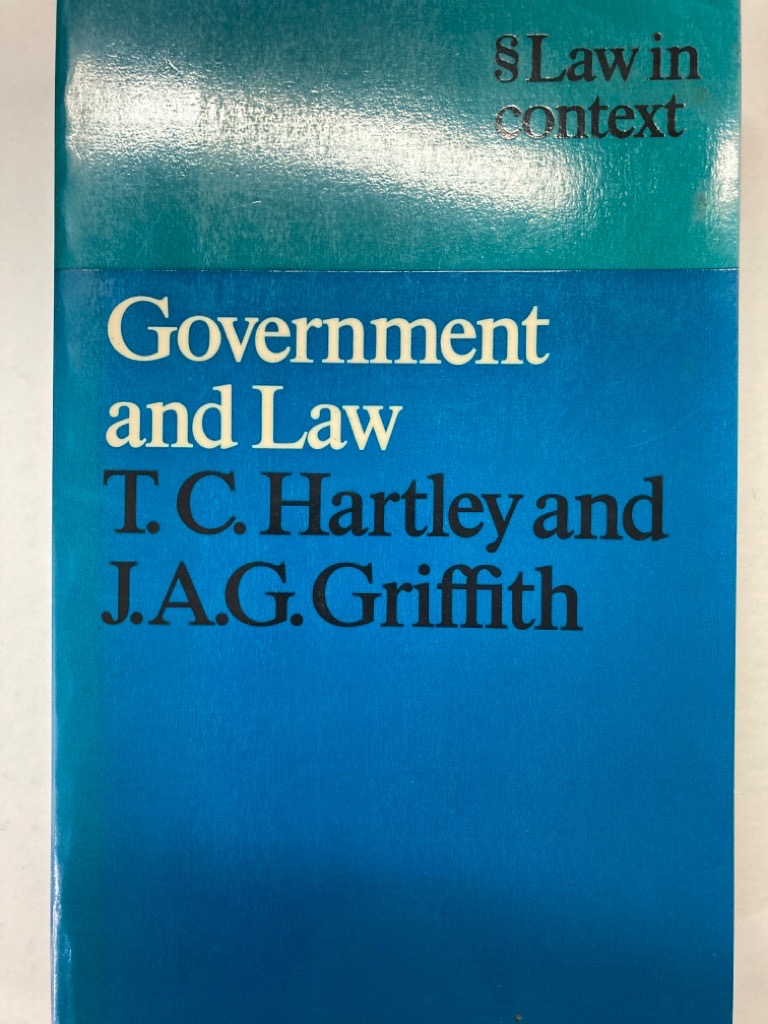 §Law in
context
Government
and Law
T. C. Hartley and
J.A.G. Griffith